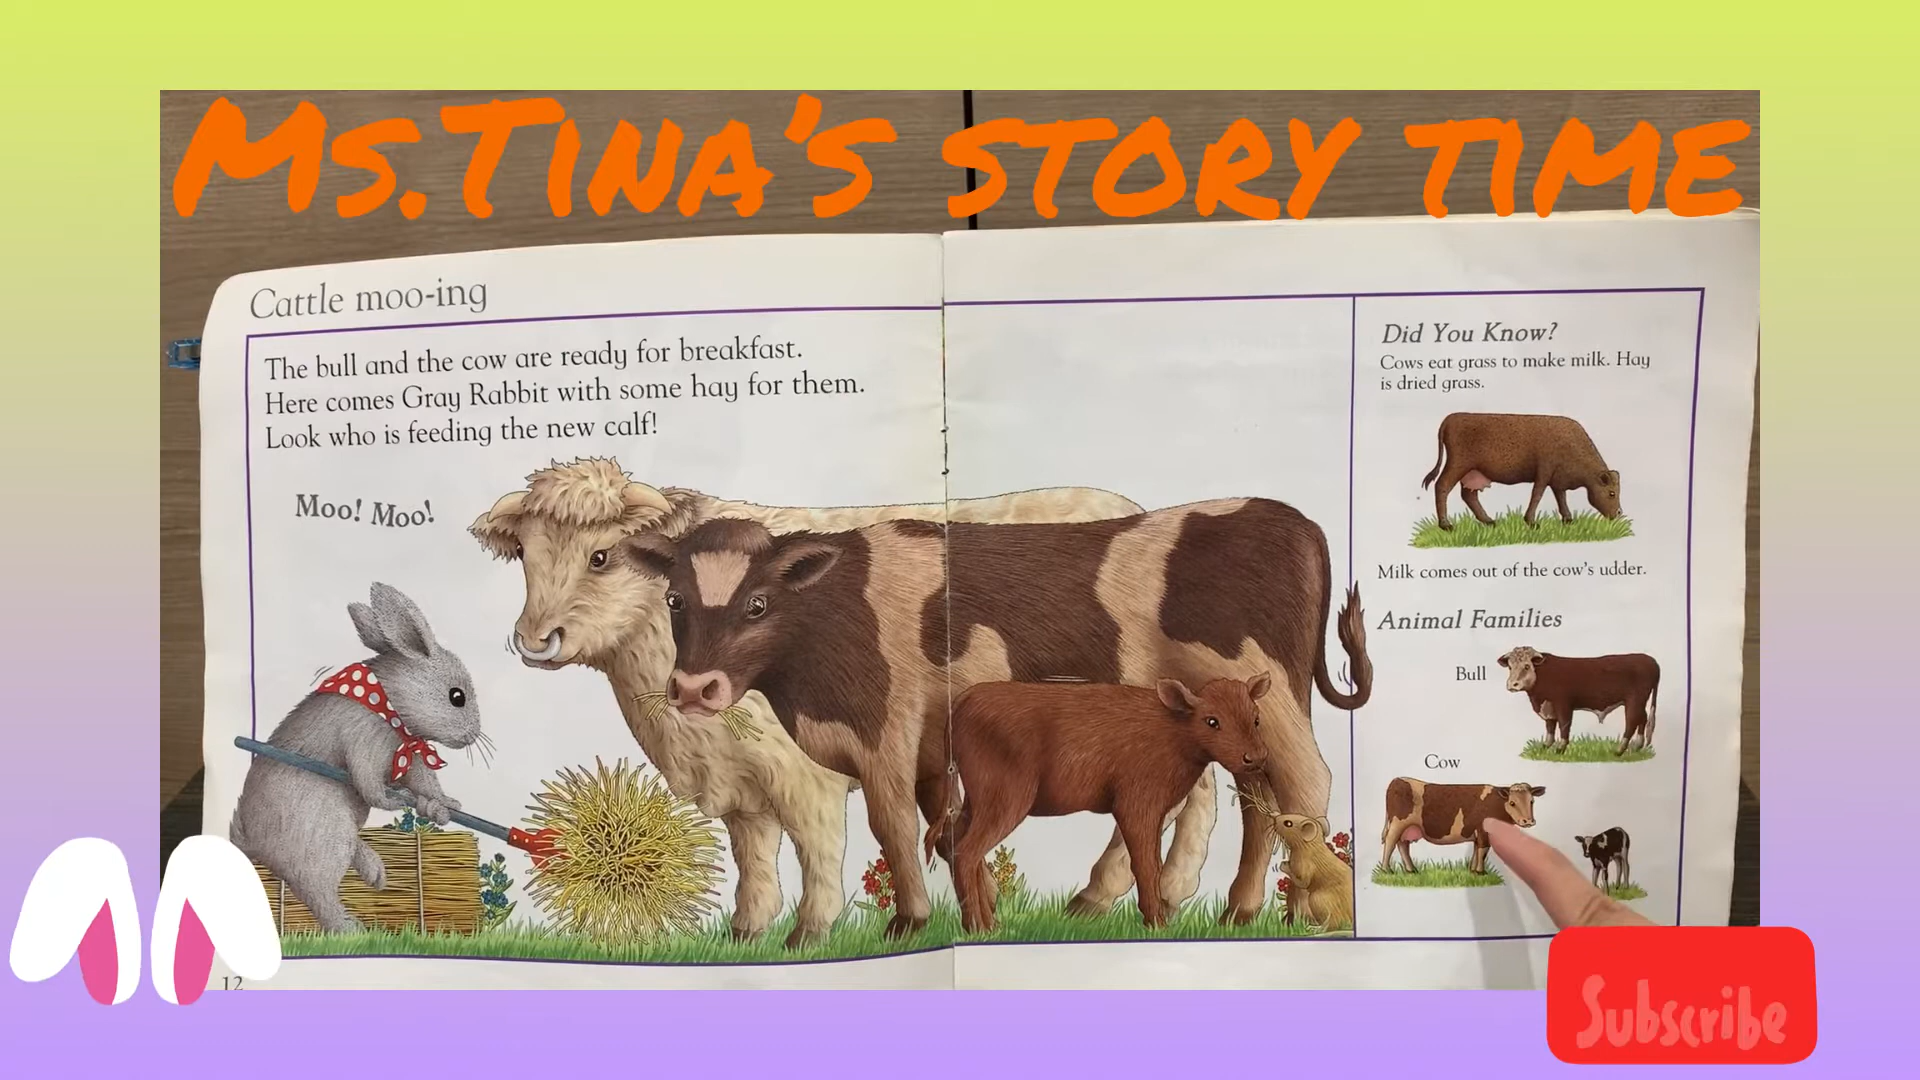 Ms.Tina's story time
Cattle moo-ing
The bull and the cow are ready for breakfast.
Here comes Gray Rabbit with some hay for them.
Look who is feeding the new calf!
Moo! Moo!
12
Did You Know?
Cows eat grass to make milk. Hay
is dried grass.
Milk comes out of the cow's udder.
Animal Families
Bull
Cow
Subscribe